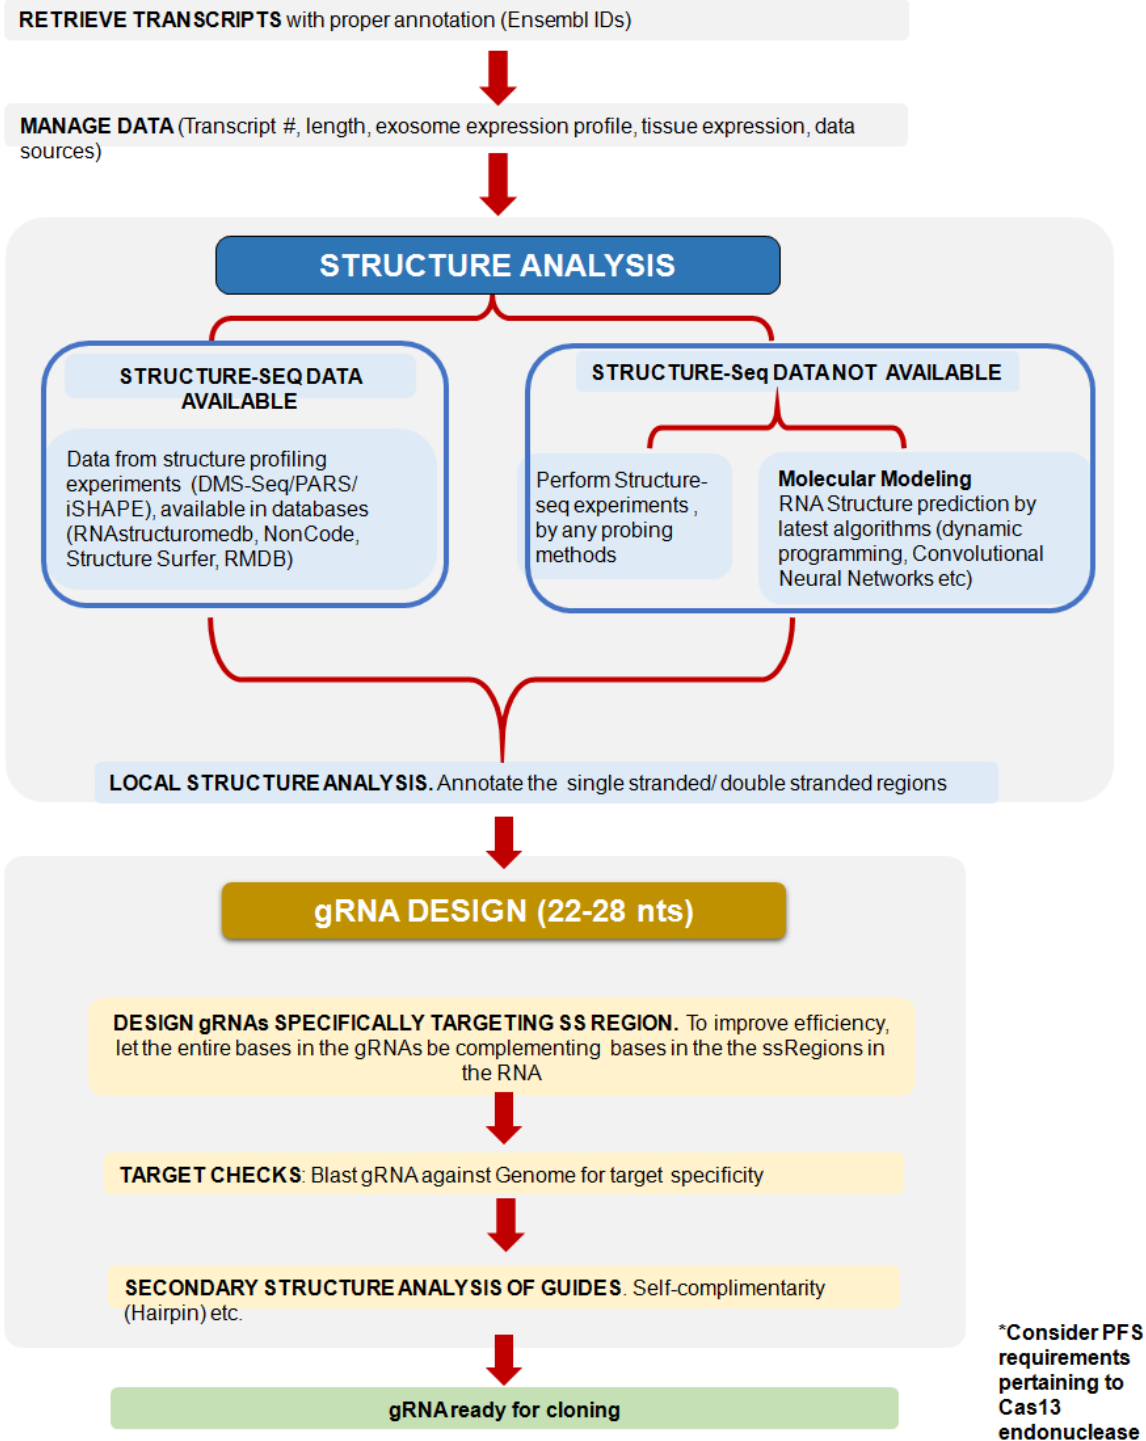 RETRIEVE TRANSCRIPTS with proper annotation (Ensembl IDs)
MANAGE DATA (Transcript #, length, exosome expression profile, tissue expression, data
sources)
STRUCTURE ANALYSIS
STRUCTURE-SEQ DATA
AVAILABLE
Data from structure profiling
experiments (DMS-Seq/PARS/
iSHAPE), available in databases
(RNAstructuromedb, NonCode,
Structure Surfer, RMDB)
STRUCTURE-Seq DATA NOT AVAILABLE
Perform Structure-
seq experiments ,
by any probing
methods
Molecular Modeling
RNA Structure prediction by
latest algorithms (dynamic
programming, Convolutional
Neural Networks etc)
LOCAL STRUCTURE ANALYSIS. Annotate the single stranded/ double stranded regions
gRNA DESIGN (22-28 nts)
DESIGN gRNAs SPECIFICALLY TARGETING SS REGION. To improve efficiency,
let the entire bases in the gRNAs be complementing bases in the the ssRegions in
the RNA
TARGET CHECKS: Blast gRNA against Genome for target specificity
SECONDARY STRUCTURE ANALYSIS OF GUIDES. Self-complimentarity
(Hairpin) etc.
gRNA ready for cloning
*Consider PFS
requirements
pertaining to
Cas13
endonuclease